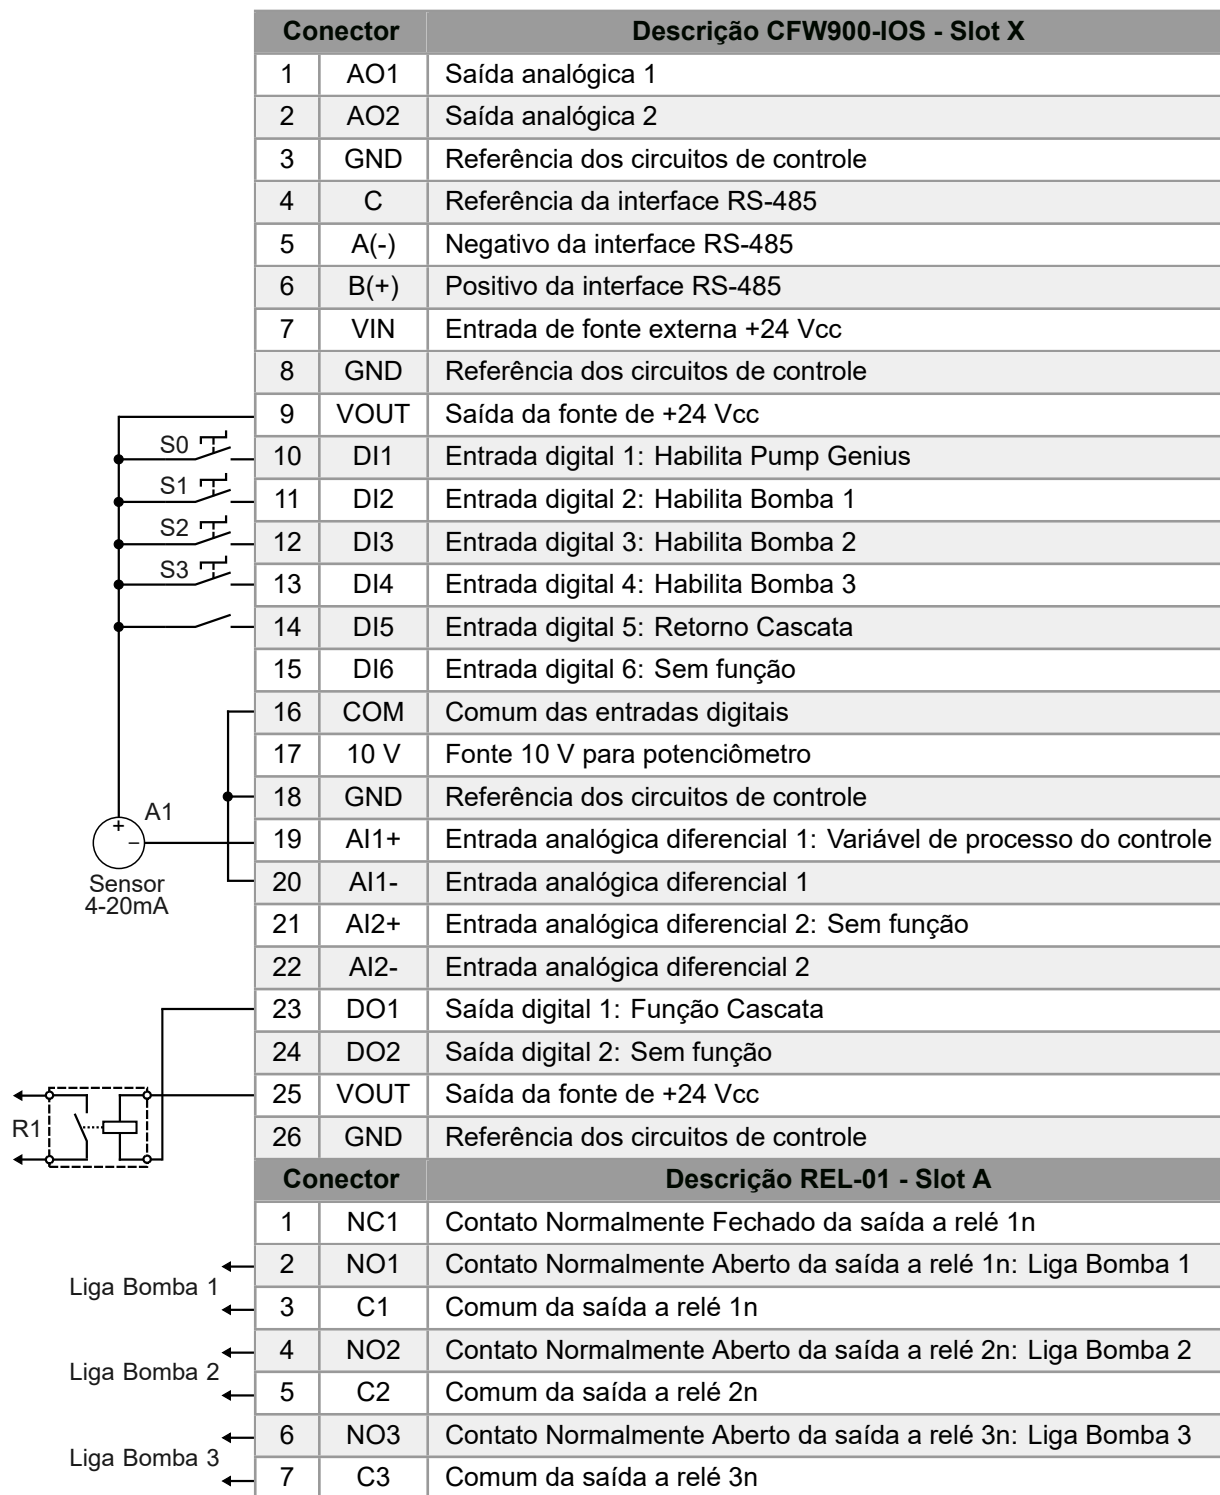 Conector Descrição CFW900-IOS - Slot X
1 AO1 Saída analógica 1
2 AO2 Saída analógica 2
3 GND Referência dos circuitos de controle
4 C Referência da interface RS-485
5 A(-) Negativo da interface RS-485
6 B(+) Positivo da interface RS-485
7 VIN Entrada de fonte externa +24 Vcc
8 GND Referência dos circuitos de controle
9 VOUT Saída da fonte de +24 Vcc
S0 10 DI1 Entrada digital 1: Habilita Pump Genius
S1 11 DI2 Entrada digital 2: Habilita Bomba 1
S2 12 DI3 Entrada digital 3: Habilita Bomba 2
S3 13 DI4 Entrada digital 4: Habilita Bomba 3
14 DI5 Entrada digital 5: Retorno Cascata
15 DI6 Entrada digital 6: Sem função
16 COM Comum das entradas digitais
17 10 V Fonte 10 V para potenciômetro
18 GND Referência dos circuitos de controle
A1
+
−
19 AI1+ Entrada analógica diferencial 1: Variável de processo do controle
Sensor
4-20mA
20 AI1- Entrada analógica diferencial 1
21 AI2+ Entrada analógica diferencial 2: Sem função
22 AI2- Entrada analógica diferencial 2
23 DO1 Saída digital 1: Função Cascata
24 DO2 Saída digital 2: Sem função
25 VOUT Saída da fonte de +24 Vcc
R1
26 GND Referência dos circuitos de controle
Conector Descrição REL-01 - Slot A
1 NC1 Contato Normalmente Fechado da saída a relé 1n
Liga Bomba 1
2 NO1 Contato Normalmente Aberto da saída a relé 1n: Liga Bomba 1
3 C1 Comum da saída a relé 1n
Liga Bomba 2
4 NO2 Contato Normalmente Aberto da saída a relé 2n: Liga Bomba 2
5 C2 Comum da saída a relé 2n
Liga Bomba 3
6 NO3 Contato Normalmente Aberto da saída a relé 3n: Liga Bomba 3
7 C3 Comum da saída a relé 3n